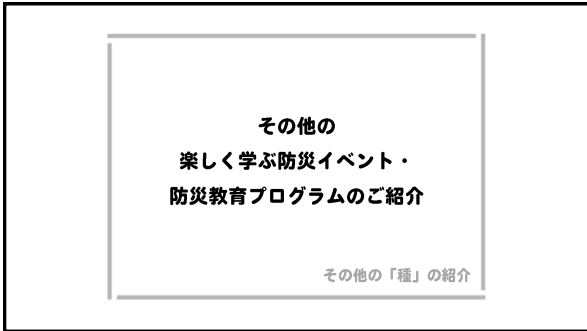 その他の
楽しく学ぶ防災イベント・
防災教育プログラムのご紹介
その他の「種」の紹介